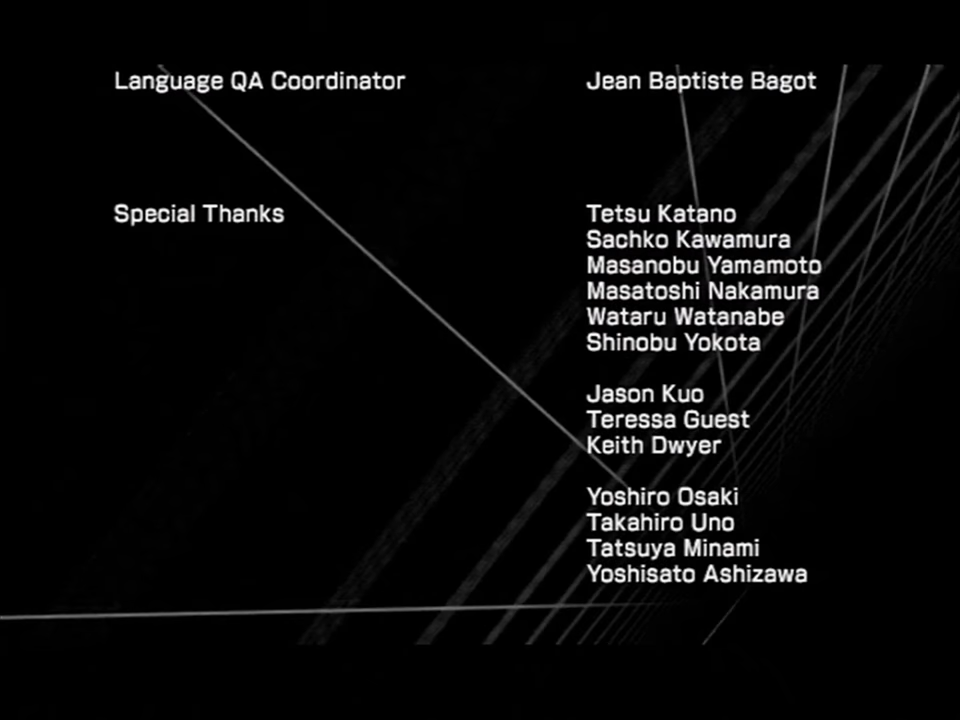 Language QA Coordinator Jean Baptiste Bagot
Special Thanks Tetsu Katano
Sachko Kawamura
Masanobu Yamamoto
Masatoshi Nakamura
Wataru Watanabe
Shinobu Yokota
Jason Kuo
Teressa Guest
Keith Dwyer
Yoshiro Osaki
Takahiro Uno
Tatsuya Minami
Yoshisato Ashizawa